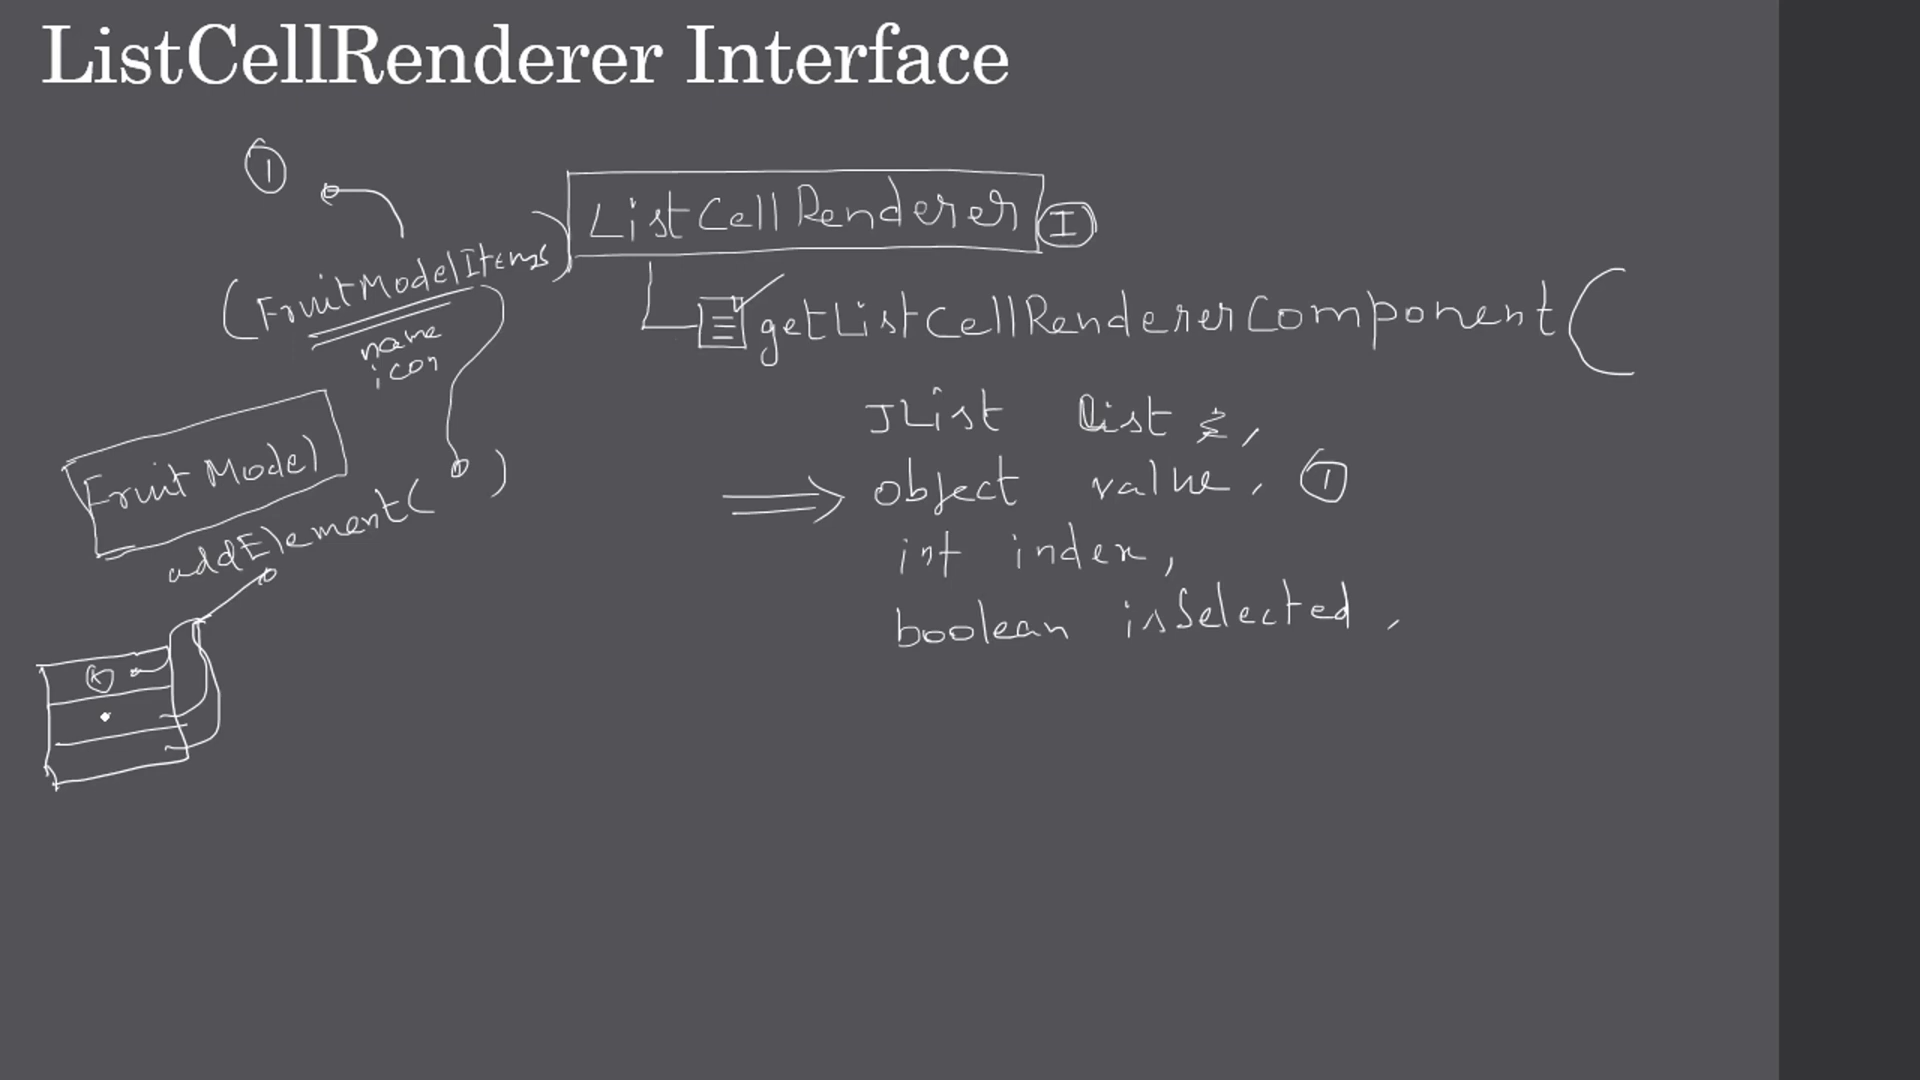 ListCellRenderer Interface
1
ListCellRenderer I
(FruitModelItems)
name
icon
getListCellRendererComponent(
JList list ,
object value, 1
int index,
boolean isSelected,
Fruit Model
addElement( )